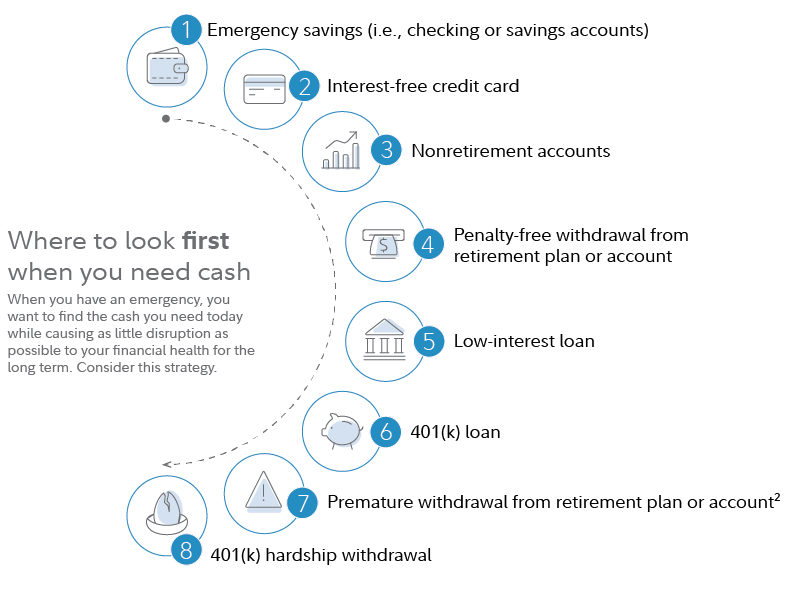 1
Emergency savings (i.e., checking or savings accounts)
2
Interest-free credit card
3
Nonretirement accounts
$
4
Penalty-free withdrawal from
retirement plan or account
Where to look first
when you need cash
When you have an emergency, you
want to find the cash you need today
while causing as little disruption as
possible to your financial health for the
long term. Consider this strategy.
5
Low-interest loan
6
401(k) loan
!
7
Premature withdrawal from retirement plan or account²
8
401(k) hardship withdrawal